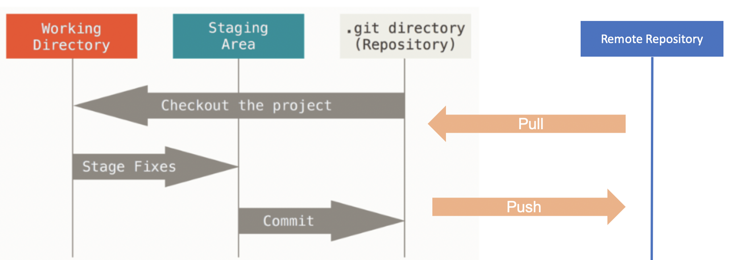 Working
Directory
Staging
Area
.git directory
(Repository)
Remote Repository
Checkout the project
Pull
Stage Fixes
Push
Commit